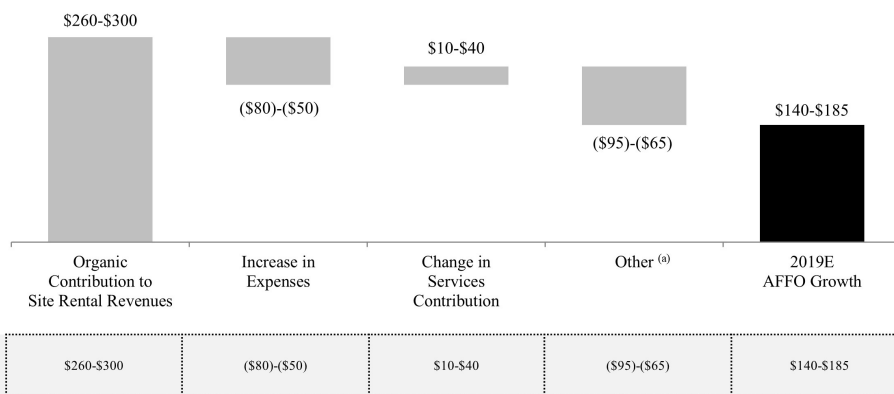 $260-$300
($80)-($50)
$10-$40
($95)-($65)
$140-$185
Organic
Contribution to
Site Rental Revenues
Increase in
Expenses
Change in
Services
Contribution
Other (a)
2019E
AFFO Growth
$260-$300
($80)-($50)
$10-$40
($95)-($65)
$140-$185